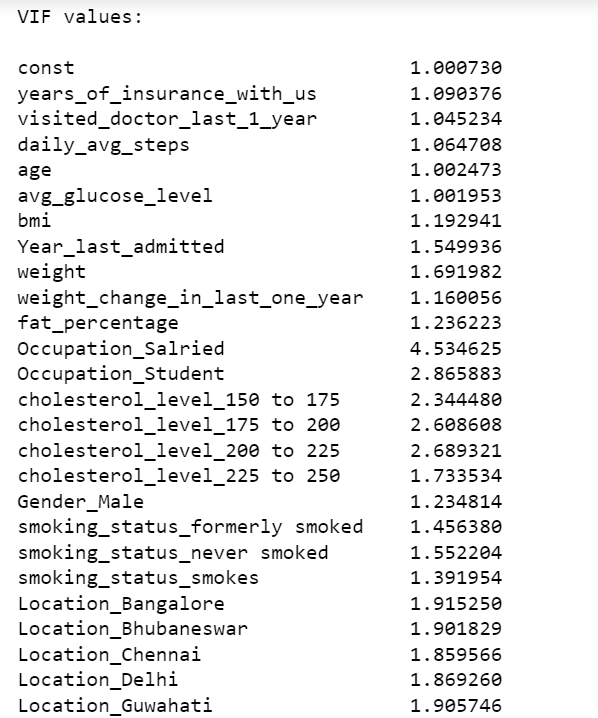 VIF values:
const 1.000730
years_of_insurance_with_us 1.090376
visited_doctor_last_1_year 1.045234
daily_avg_steps 1.064708
age 1.002473
avg_glucose_level 1.001953
bmi 1.192941
Year_last_admitted 1.549936
weight 1.691982
weight_change_in_last_one_year 1.160056
fat_percentage 1.236223
Occupation_Salried 4.534625
Occupation_Student 2.865883
cholesterol_level_150 to 175 2.344480
cholesterol_level_175 to 200 2.608608
cholesterol_level_200 to 225 2.689321
cholesterol_level_225 to 250 1.733534
Gender_Male 1.234814
smoking_status_formerly smoked 1.456380
smoking_status_never smoked 1.552204
smoking_status_smokes 1.391954
Location_Bangalore 1.915250
Location_Bhubaneswar 1.901829
Location_Chennai 1.859566
Location_Delhi 1.869260
Location_Guwahati 1.905746